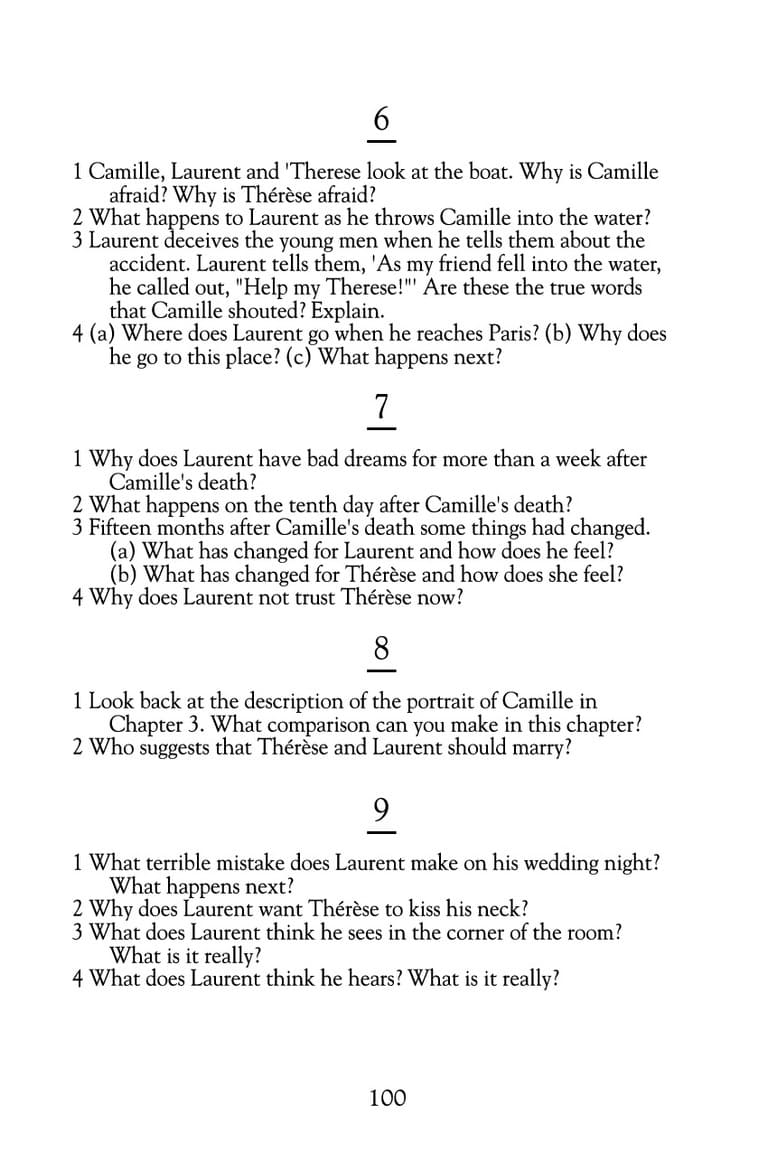 6
1 Camille, Laurent and 'Therese look at the boat. Why is Camille
afraid? Why is Thérèse afraid?
2 What happens to Laurent as he throws Camille into the water?
3 Laurent deceives the young men when he tells them about the
accident. Laurent tells them, 'As my friend fell into the water,
he called out, "Help my Therese!"' Are these the true words
that Camille shouted? Explain.
4 (a) Where does Laurent go when he reaches Paris? (b) Why does
he go to this place? (c) What happens next?
7
1 Why does Laurent have bad dreams for more than a week after
Camille's death?
2 What happens on the tenth day after Camille's death?
3 Fifteen months after Camille's death some things had changed.
(a) What has changed for Laurent and how does he feel?
(b) What has changed for Thérèse and how does she feel?
4 Why does Laurent not trust Thérèse now?
8
1 Look back at the description of the portrait of Camille in
Chapter 3. What comparison can you make in this chapter?
2 Who suggests that Thérèse and Laurent should marry?
9
1 What terrible mistake does Laurent make on his wedding night?
What happens next?
2 Why does Laurent want Thérèse to kiss his neck?
3 What does Laurent think he sees in the corner of the room?
What is it really?
4 What does Laurent think he hears? What is it really?
100